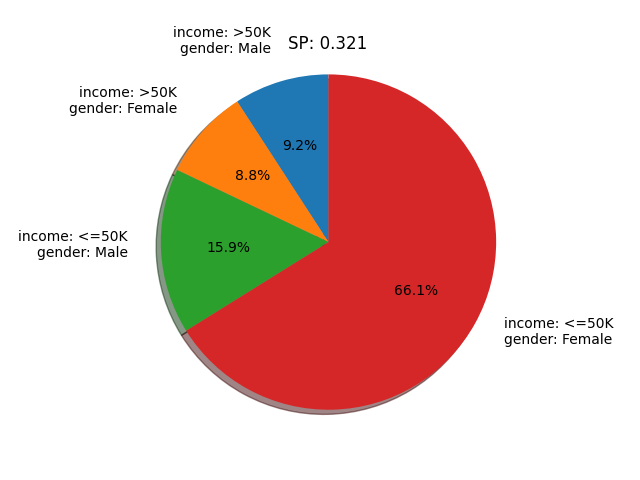 income: >50K
gender: Male
SP: 0.321
income: >50K
gender: Female
9.2%
8.8%
income: <=50K
gender: Male
15.9%
66.1%
income: <=50K
gender: Female